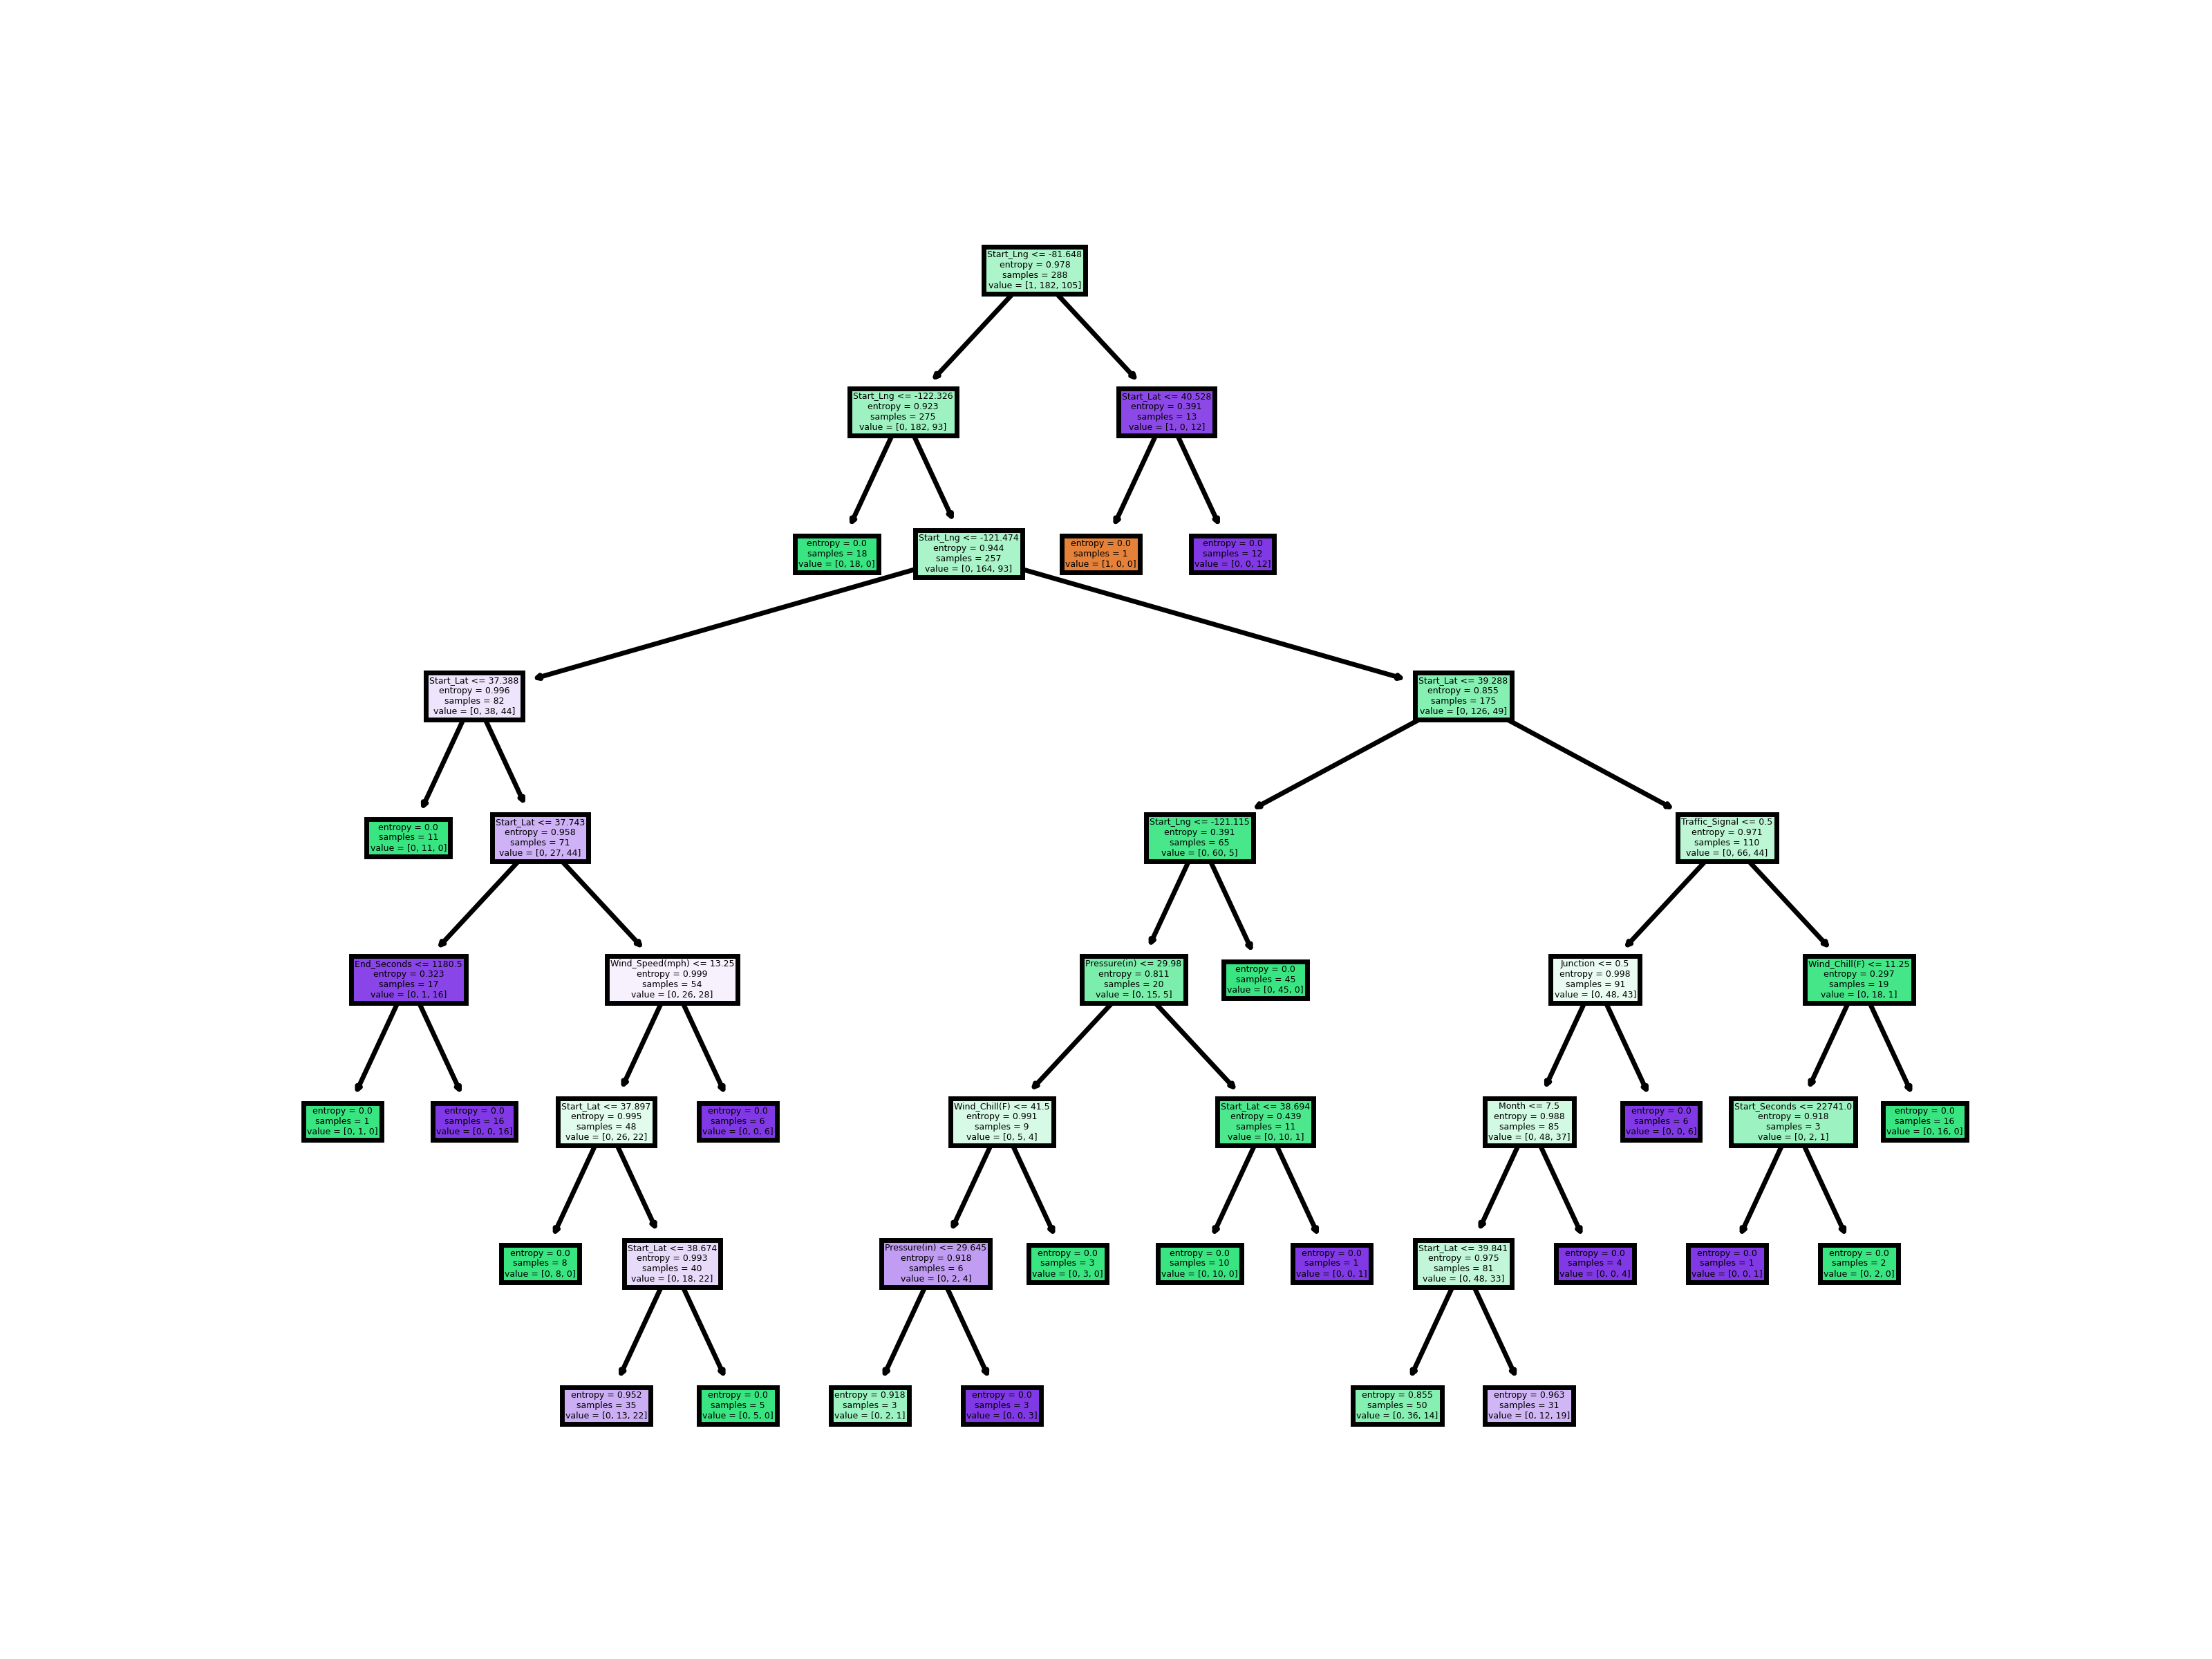 Start_Lng <= -81.648
entropy = 0.978
samples = 288
value = [1, 182, 105]
Start_Lng <= -122.326
entropy = 0.923
samples = 275
value = [0, 182, 93]
Start_Lat <= 40.528
entropy = 0.391
samples = 13
value = [1, 0, 12]
entropy = 0.0
samples = 18
value = [0, 18, 0]
Start_Lng <= -121.474
entropy = 0.944
samples = 257
value = [0, 164, 93]
entropy = 0.0
samples = 1
value = [1, 0, 0]
entropy = 0.0
samples = 12
value = [0, 0, 12]
Start_Lat <= 37.388
entropy = 0.996
samples = 82
value = [0, 38, 44]
Start_Lat <= 39.288
entropy = 0.855
samples = 175
value = [0, 126, 49]
entropy = 0.0
samples = 11
value = [0, 11, 0]
Start_Lat <= 37.743
entropy = 0.958
samples = 71
value = [0, 27, 44]
Start_Lng <= -121.115
entropy = 0.391
samples = 65
value = [0, 60, 5]
Traffic_Signal <= 0.5
entropy = 0.971
samples = 110
value = [0, 66, 44]
End_Seconds <= 1180.5
entropy = 0.323
samples = 17
value = [0, 1, 16]
Wind_Speed(mph) <= 13.25
entropy = 0.999
samples = 54
value = [0, 26, 28]
Pressure(in) <= 29.98
entropy = 0.811
samples = 20
value = [0, 15, 5]
entropy = 0.0
samples = 45
value = [0, 45, 0]
Junction <= 0.5
entropy = 0.998
samples = 91
value = [0, 48, 43]
Wind_Chill(F) <= 11.25
entropy = 0.297
samples = 19
value = [0, 18, 1]
entropy = 0.0
samples = 1
value = [0, 1, 0]
entropy = 0.0
samples = 16
value = [0, 0, 16]
Start_Lat <= 37.897
entropy = 0.995
samples = 48
value = [0, 26, 22]
entropy = 0.0
samples = 6
value = [0, 0, 6]
Wind_Chill(F) <= 41.5
entropy = 0.991
samples = 9
value = [0, 5, 4]
Start_Lat <= 38.694
entropy = 0.439
samples = 11
value = [0, 10, 1]
Month <= 7.5
entropy = 0.988
samples = 85
value = [0, 48, 37]
entropy = 0.0
samples = 6
value = [0, 0, 6]
Start_Seconds <= 22741.0
entropy = 0.918
samples = 3
value = [0, 2, 1]
entropy = 0.0
samples = 16
value = [0, 16, 0]
entropy = 0.0
samples = 8
value = [0, 8, 0]
Start_Lat <= 38.674
entropy = 0.993
samples = 40
value = [0, 18, 22]
Pressure(in) <= 29.645
entropy = 0.918
samples = 6
value = [0, 2, 4]
entropy = 0.0
samples = 3
value = [0, 3, 0]
entropy = 0.0
samples = 10
value = [0, 10, 0]
entropy = 0.0
samples = 1
value = [0, 0, 1]
Start_Lat <= 39.841
entropy = 0.975
samples = 81
value = [0, 48, 33]
entropy = 0.0
samples = 4
value = [0, 0, 4]
entropy = 0.0
samples = 1
value = [0, 0, 1]
entropy = 0.0
samples = 2
value = [0, 2, 0]
entropy = 0.952
samples = 35
value = [0, 13, 22]
entropy = 0.0
samples = 5
value = [0, 5, 0]
entropy = 0.918
samples = 3
value = [0, 2, 1]
entropy = 0.0
samples = 3
value = [0, 0, 3]
entropy = 0.855
samples = 50
value = [0, 36, 14]
entropy = 0.963
samples = 31
value = [0, 12, 19]